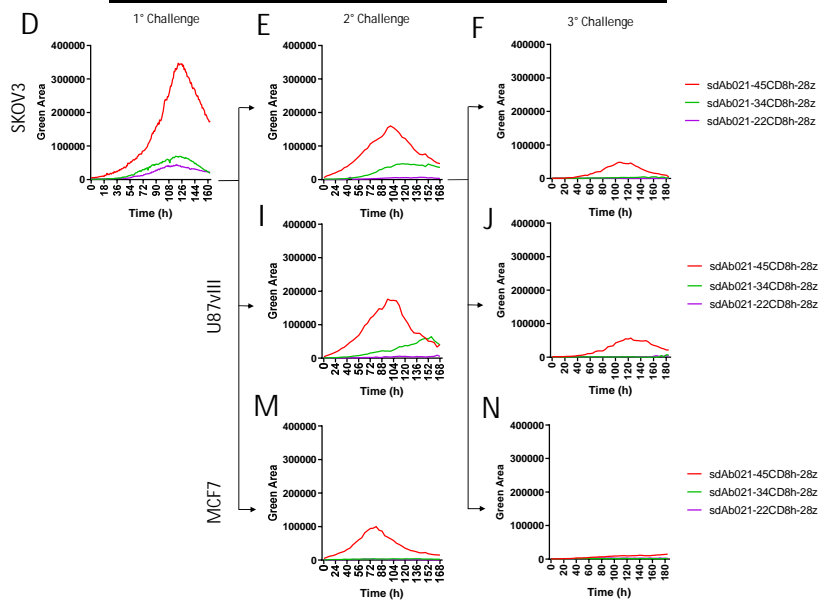 1° Challenge
2° Challenge
3° Challenge
D
E
F
SKOV3
Green Area
400000
300000
200000
100000
0
0 18 36 54 72 90 108 126 160
Time (h)
Green Area
400000
300000
200000
100000
0
0 24 40 56 72 88 104 120 136 152 168
Time (h)
Green Area
400000
300000
200000
100000
0
0 20 40 60 80 100 120 140 160 180
Time (h)
sdAb021-45CD8h-28z
sdAb021-34CD8h-28z
sdAb021-22CD8h-28z
I
J
U87vIII
Green Area
400000
300000
200000
100000
0
0 24 40 56 72 88 104 120 136 152 168
Time (h)
Green Area
400000
300000
200000
100000
0
0 20 40 60 80 100 120 140 160 180
Time (h)
sdAb021-45CD8h-28z
sdAb021-34CD8h-28z
sdAb021-22CD8h-28z
M
N
MCF7
Green Area
400000
300000
200000
100000
0
0 24 40 56 72 88 104 120 136 152 168
Time (h)
Green Area
400000
300000
200000
100000
0
0 20 40 60 80 100 120 140 160 180
Time (h)
sdAb021-45CD8h-28z
sdAb021-34CD8h-28z
sdAb021-22CD8h-28z